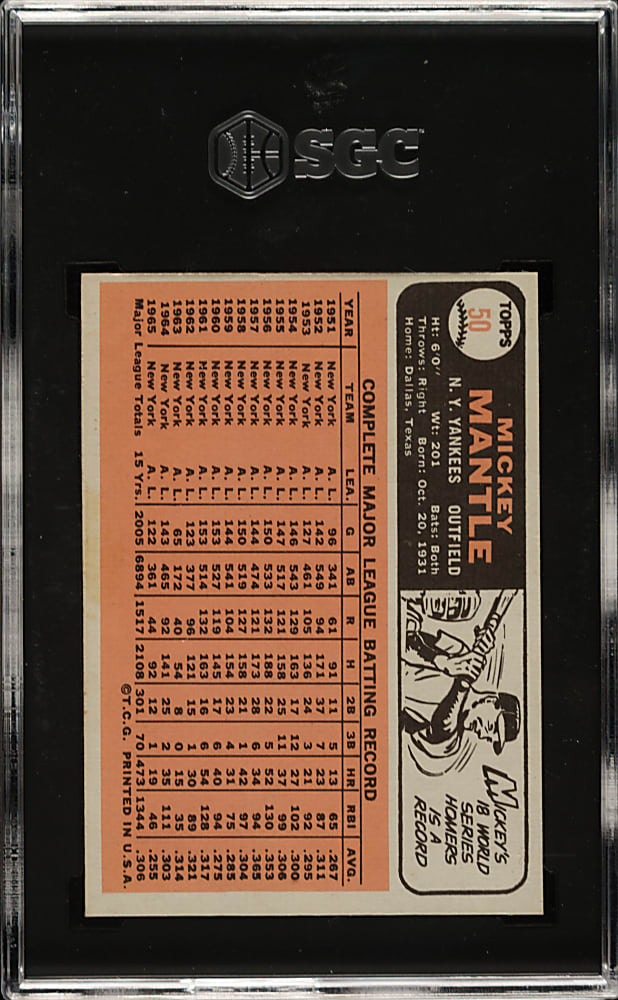 SGC
TOPPS
50
MICKEY
MANTLE
N. Y. YANKEES OUTFIELD
Ht: 6'0" Wt: 201 Bats: Both
Throws: Right Born: Oct. 20, 1931
Home: Dallas, Texas
MICKEY'S
18 WORLD
SERIES
HOMERS
IS A
RECORD
COMPLETE MAJOR LEAGUE BATTING RECORD
YEAR TEAM LEA. G AB R H 2B 3B HR RBI AVG.
1951 New York A. L. 96 341 61 91 11 5 13 65 .267
1952 New York A. L. 142 549 94 171 37 7 23 87 .311
1953 New York A. L. 127 461 105 136 24 3 21 92 .295
1954 New York A. L. 146 543 129 163 17 12 27 102 .300
1955 New York A. L. 147 517 121 158 25 11 37 99 .306
1956 New York A. L. 150 533 132 188 22 5 52 130 .353
1957 New York A. L. 144 474 121 173 28 6 34 94 .365
1958 New York A. L. 150 519 127 158 21 1 42 97 .304
1959 New York A. L. 144 541 104 154 23 4 31 75 .285
1960 New York A. L. 153 527 119 145 17 6 40 94 .275
1961 New York A. L. 153 514 132 163 16 6 54 128 .317
1962 New York A. L. 123 377 96 121 15 1 30 89 .321
1963 New York A. L. 65 172 40 54 8 0 15 35 .314
1964 New York A. L. 143 465 92 141 25 2 35 111 .303
1965 New York A. L. 122 361 44 92 12 1 19 46 .255
Major League Totals 15 Yrs. 2005 6894 1517 2108 301 70 473 1344 .306
©T.C.G. PRINTED IN U.S.A.